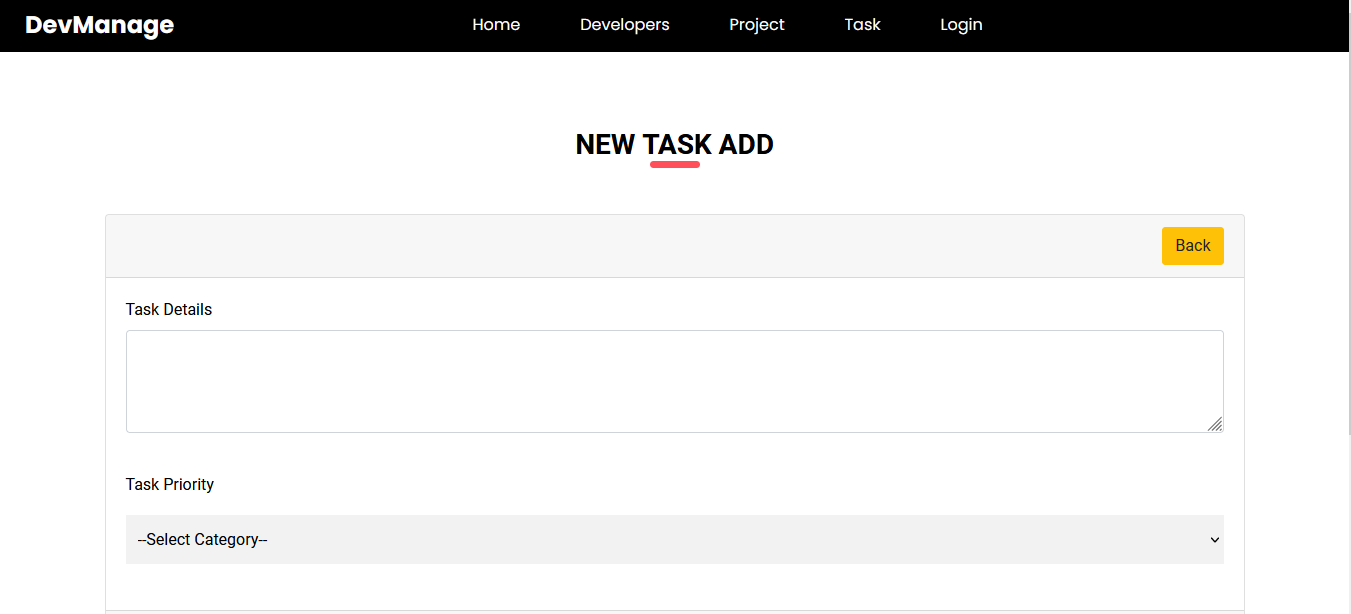 DevManage Home Developers Project Task Login
NEW TASK ADD
Back
Task Details
Task Priority
--Select Category--